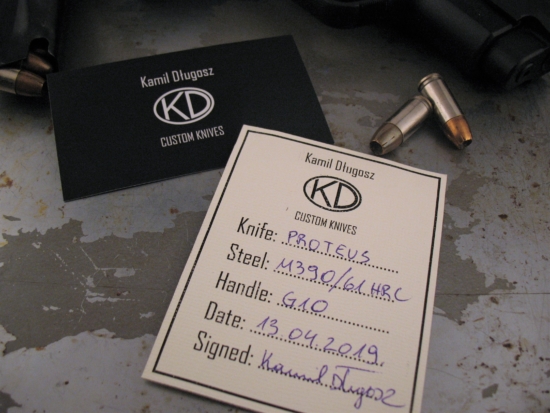 Kamil Długosz
KD
CUSTOM KNIVES
Kamil Długosz
KD
CUSTOM KNIVES
Knife: PROTEUS
Steel: M390/61 HRC
Handle: G10
Date: 13.04.2019
Signed: Kamil Długosz